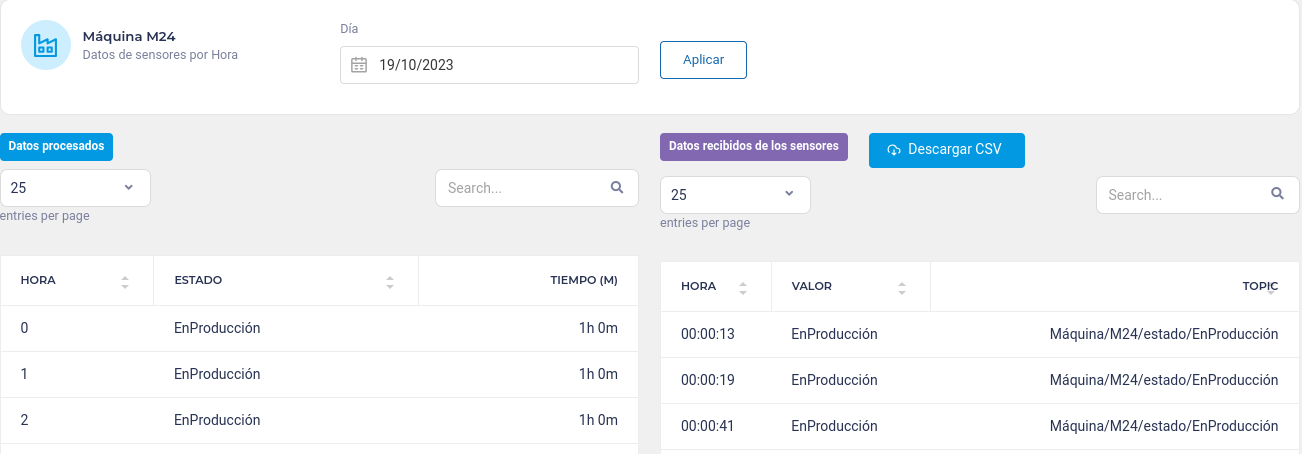 Máquina M24
Datos de sensores por Hora
Día
19/10/2023
Aplicar
Datos procesados
25
entries per page
Search...
HORA ESTADO TIEMPO (M)
0 EnProducción 1h 0m
1 EnProducción 1h 0m
2 EnProducción 1h 0m
Datos recibidos de los sensores
Descargar CSV
25
entries per page
Search...
HORA VALOR TOPIC
00:00:13 EnProducción Máquina/M24/estado/EnProducción
00:00:19 EnProducción Máquina/M24/estado/EnProducción
00:00:41 EnProducción Máquina/M24/estado/EnProducción